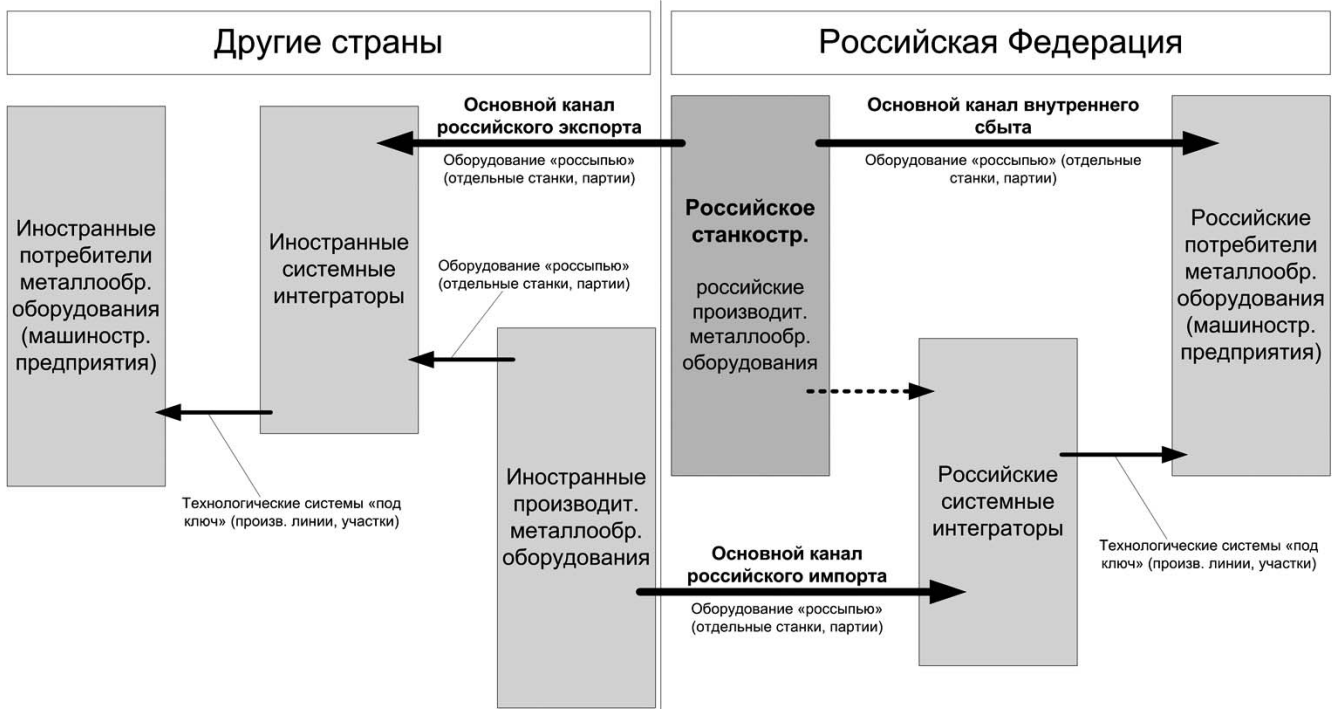 Другие страны
Российская Федерация
Основной канал
российского экспорта
Оборудование «россыпью»
(отдельные станки, партии)
Основной канал внутреннего
сбыта
Оборудование «россыпью» (отдельные
станки, партии)
Иностранные
потребители
металлообр.
оборудования
(машиностр.
предприятия)
Иностранные
системные
интеграторы
Оборудование «россыпью»
(отдельные станки, партии)
Российское
станкостр.
российские
производит.
металлообр.
оборудования
Российские
потребители
металлообр.
оборудования
(машиностр.
предприятия)
Технологические системы «под
ключ» (произв. линии, участки)
Иностранные
производит.
металлообр.
оборудования
Основной канал
российского импорта
Оборудование «россыпью»
(отдельные станки, партии)
Российские
системные
интеграторы
Технологические системы «под
ключ» (произв. линии, участки)